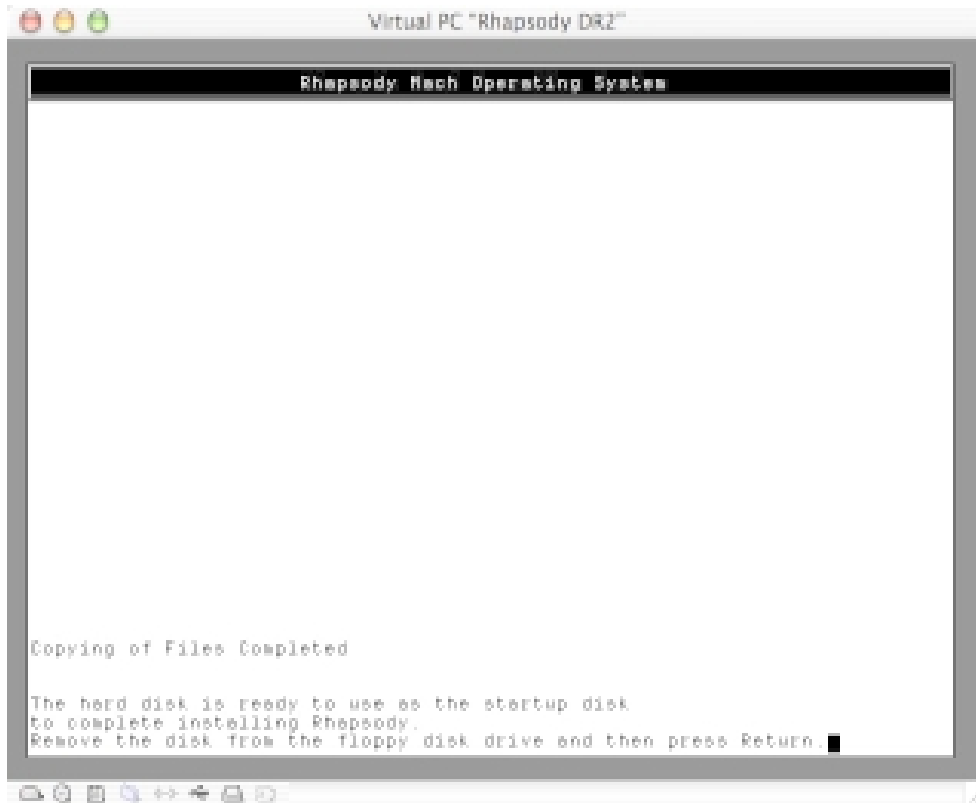 Virtual PC "Rhapsody DR2"
Rhapsody Mach Operating System
Copying of Files Completed
The hard disk is ready to use as the startup disk
to complete installing Rhapsody.
Remove the disk from the floppy disk drive and then press Return.